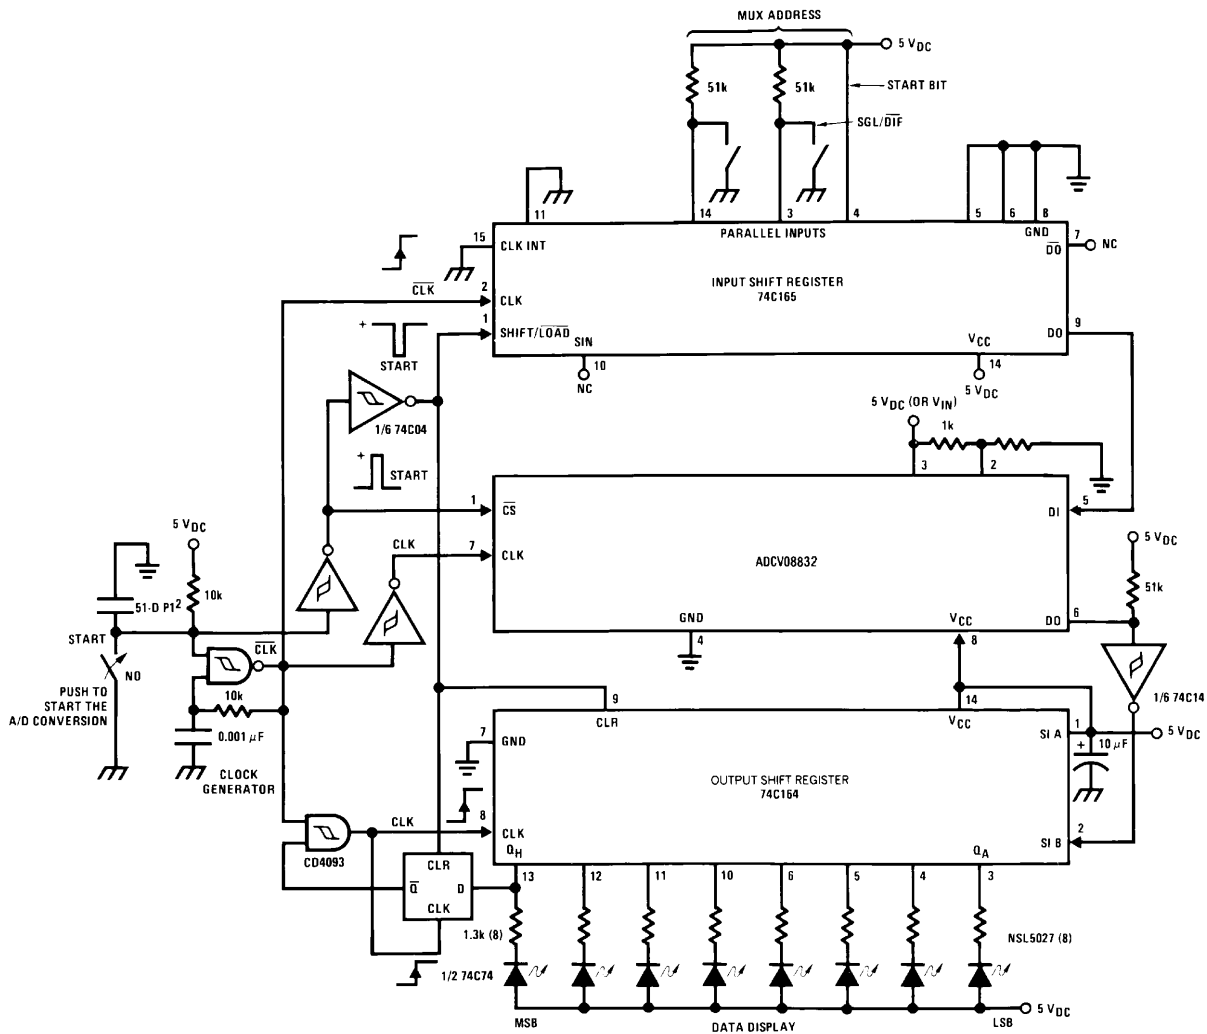 MUX ADDRESS
5 VDC
51k
51k
START BIT
SGL/DIF
11
14
3
4
5
6
8
PARALLEL INPUTS
GND
7
DO
NC
15
CLK INT
INPUT SHIFT REGISTER
74C165
CLK
2
CLK
1
SHIFT/LOAD
DO
9
+
START
SIN
10
NC
VCC
14
5 VDC
1/6 74C04
5 VDC (OR VIN)
1k
3
2
+
START
1
CS
DI
5
5 VDC
CLK
7
CLK
ADCV08832
5 VDC
51k
10k
51-D P1²
GND
4
VCC
8
DO
6
START
CLK
NO
PUSH TO
START THE
A/D CONVERSION
10k
0.001 µF
CLOCK
GENERATOR
1/6 74C14
9
CLR
14
VCC
7
GND
SI A
1
+
10 µF
5 VDC
OUTPUT SHIFT REGISTER
74C164
CLK
8
CLK
CD4093
SI B
2
QH
QA
CLR
Q
D
CLK
13
12
11
10
6
5
4
3
1.3k (8)
NSL5027 (8)
1/2 74C74
MSB
DATA DISPLAY
LSB
5 VDC